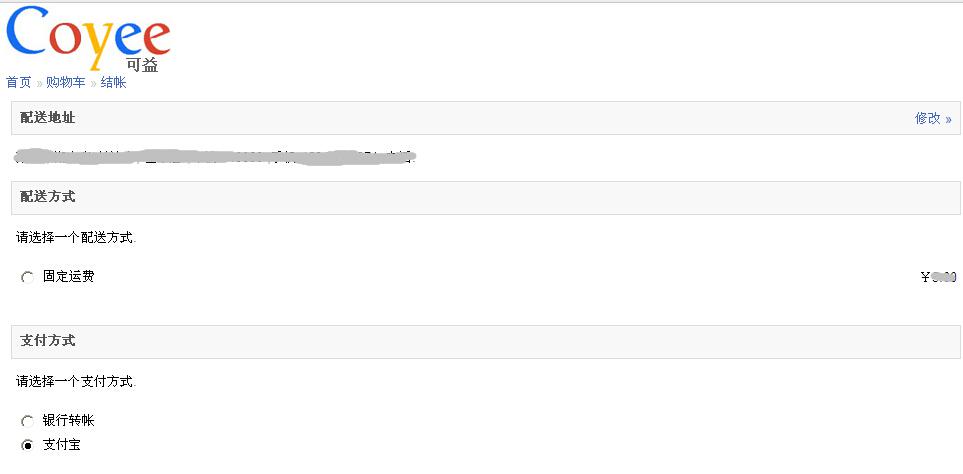 Coyee
可益
首页 » 购物车 » 结帐
配送地址 修改 »
配送方式
请选择一个配送方式.
固定运费 ¥
支付方式
请选择一个支付方式.
银行转帐
支付宝